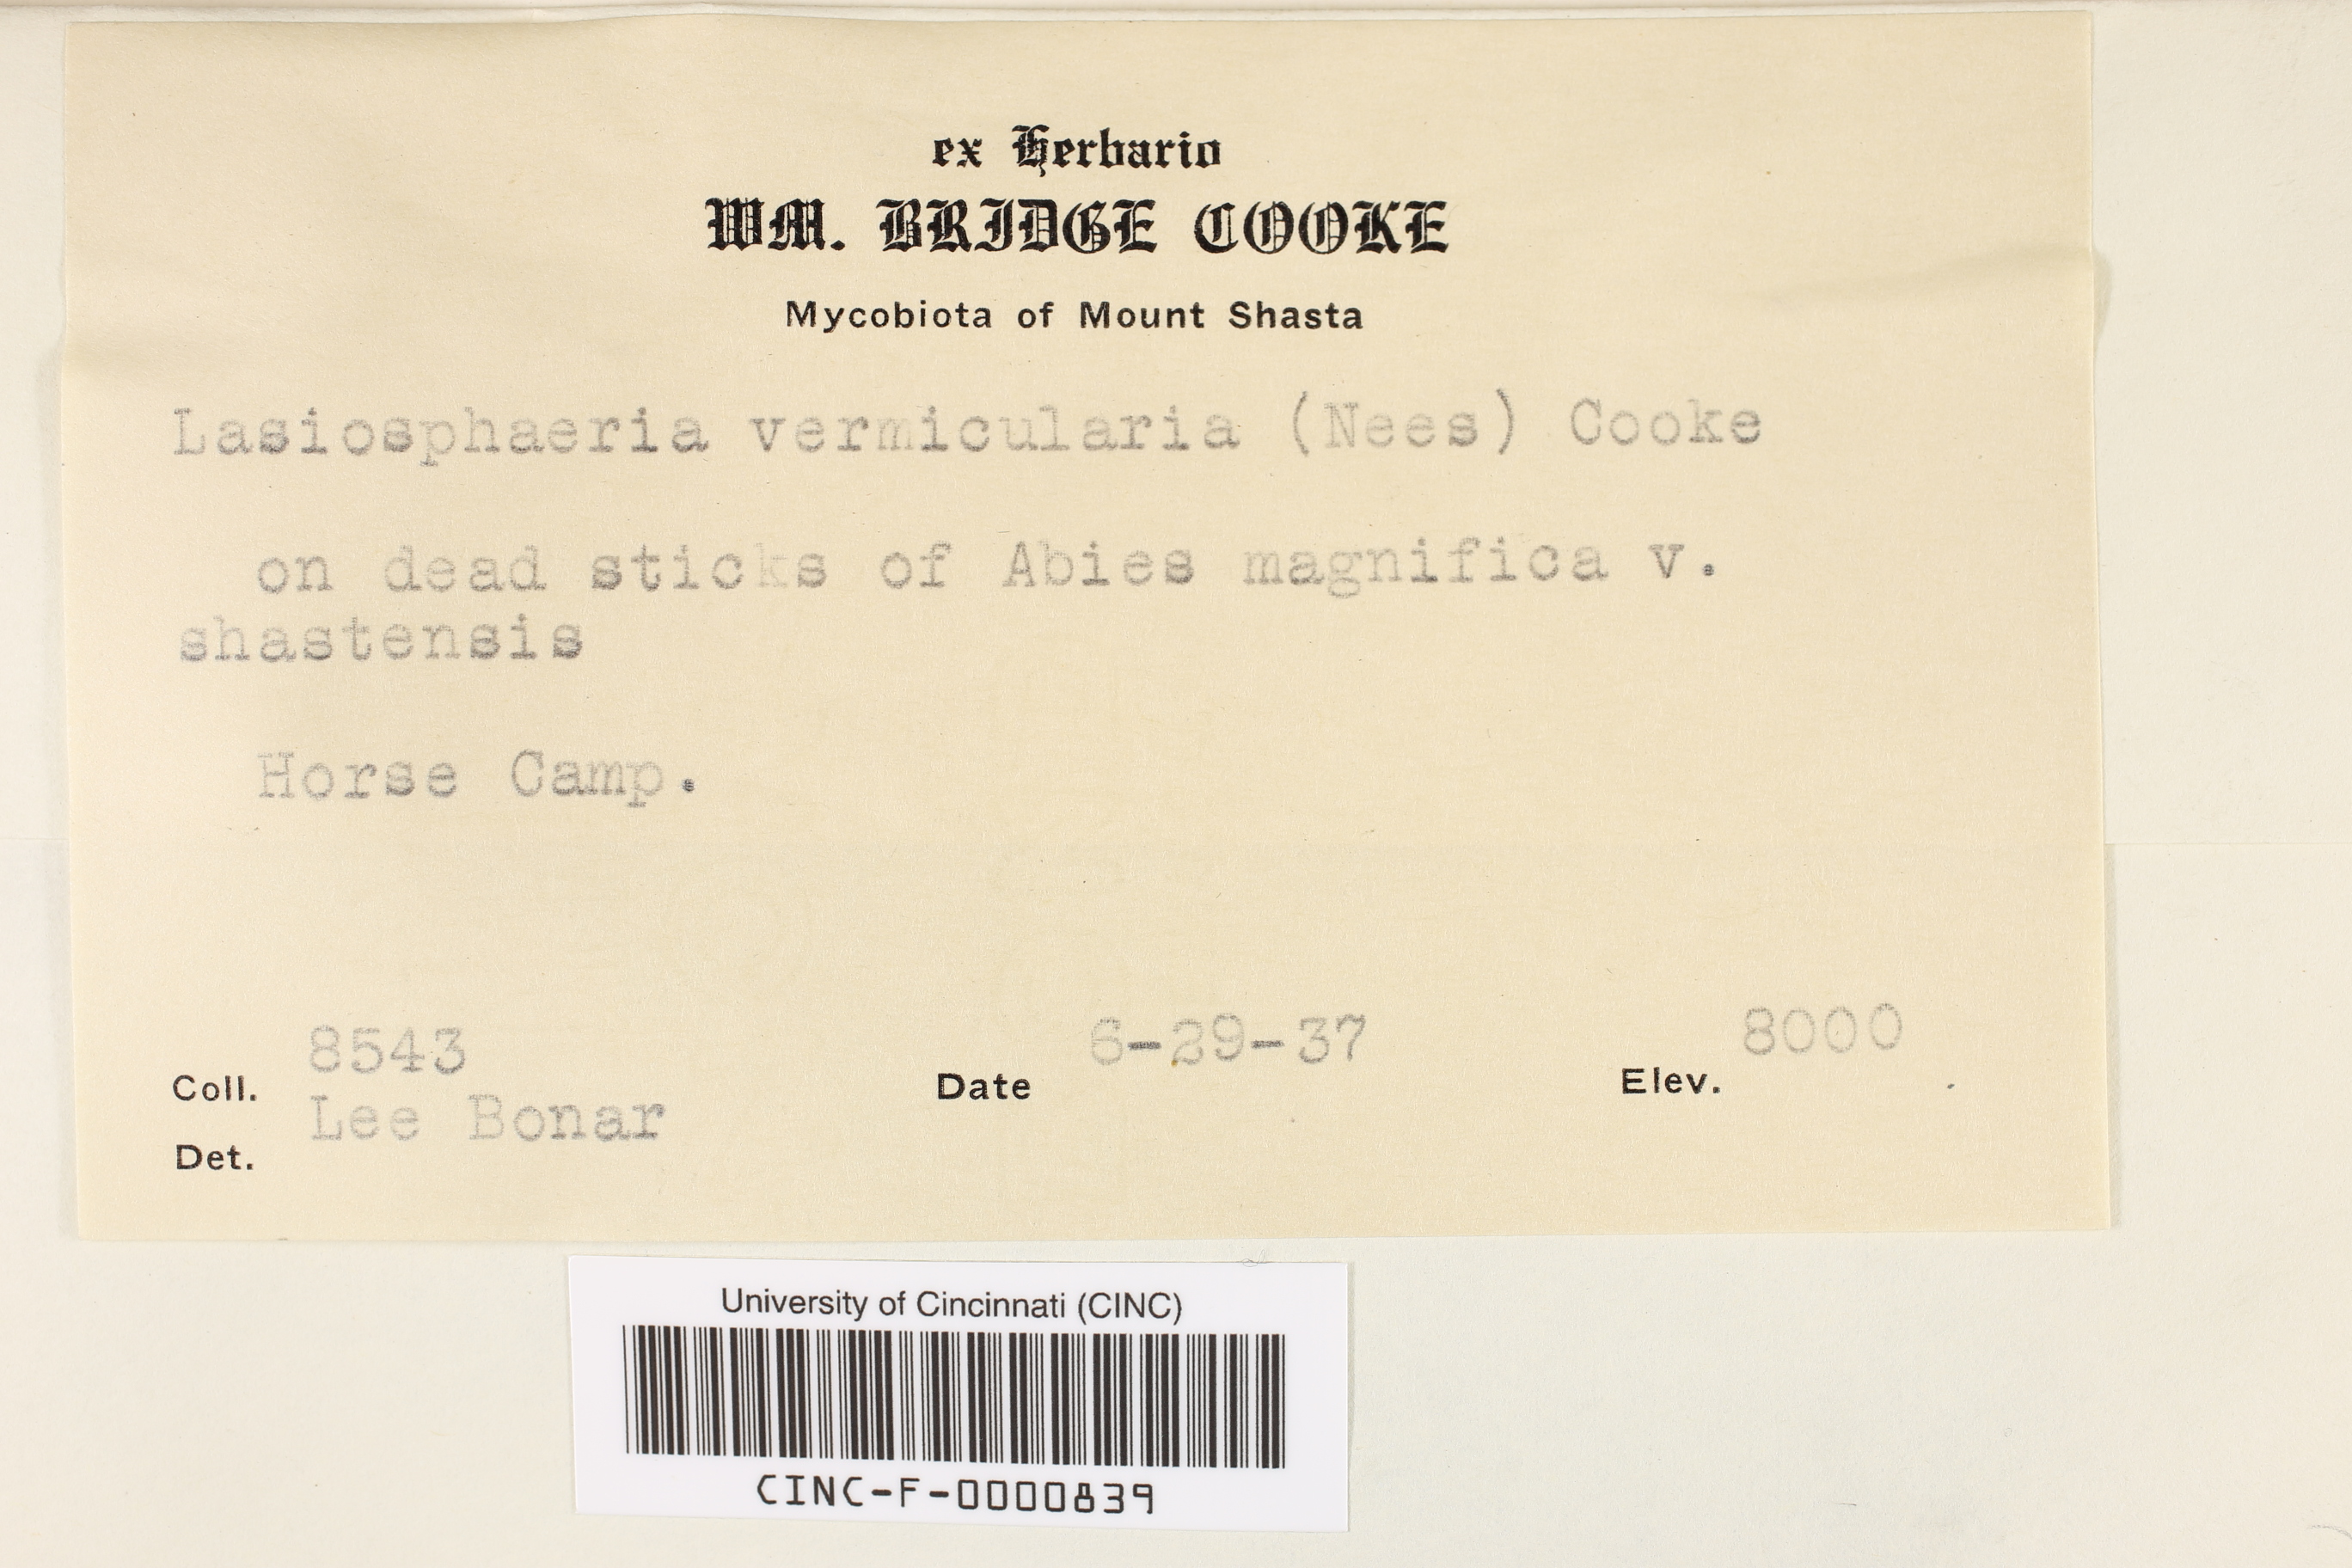 ex Herbario
WM. BRIDGE COOKE
Mycobiota of Mount Shasta
Lasiosphaeria vermicularia (Nees) Cooke
on dead sticks of Abies magnifica v.
shastensis
Horse Camp.
Coll. 8543 Date 6-29-37 Elev. 8000
Det. Lee Bonar
University of Cincinnati (CINC)
CINC-F-0000839